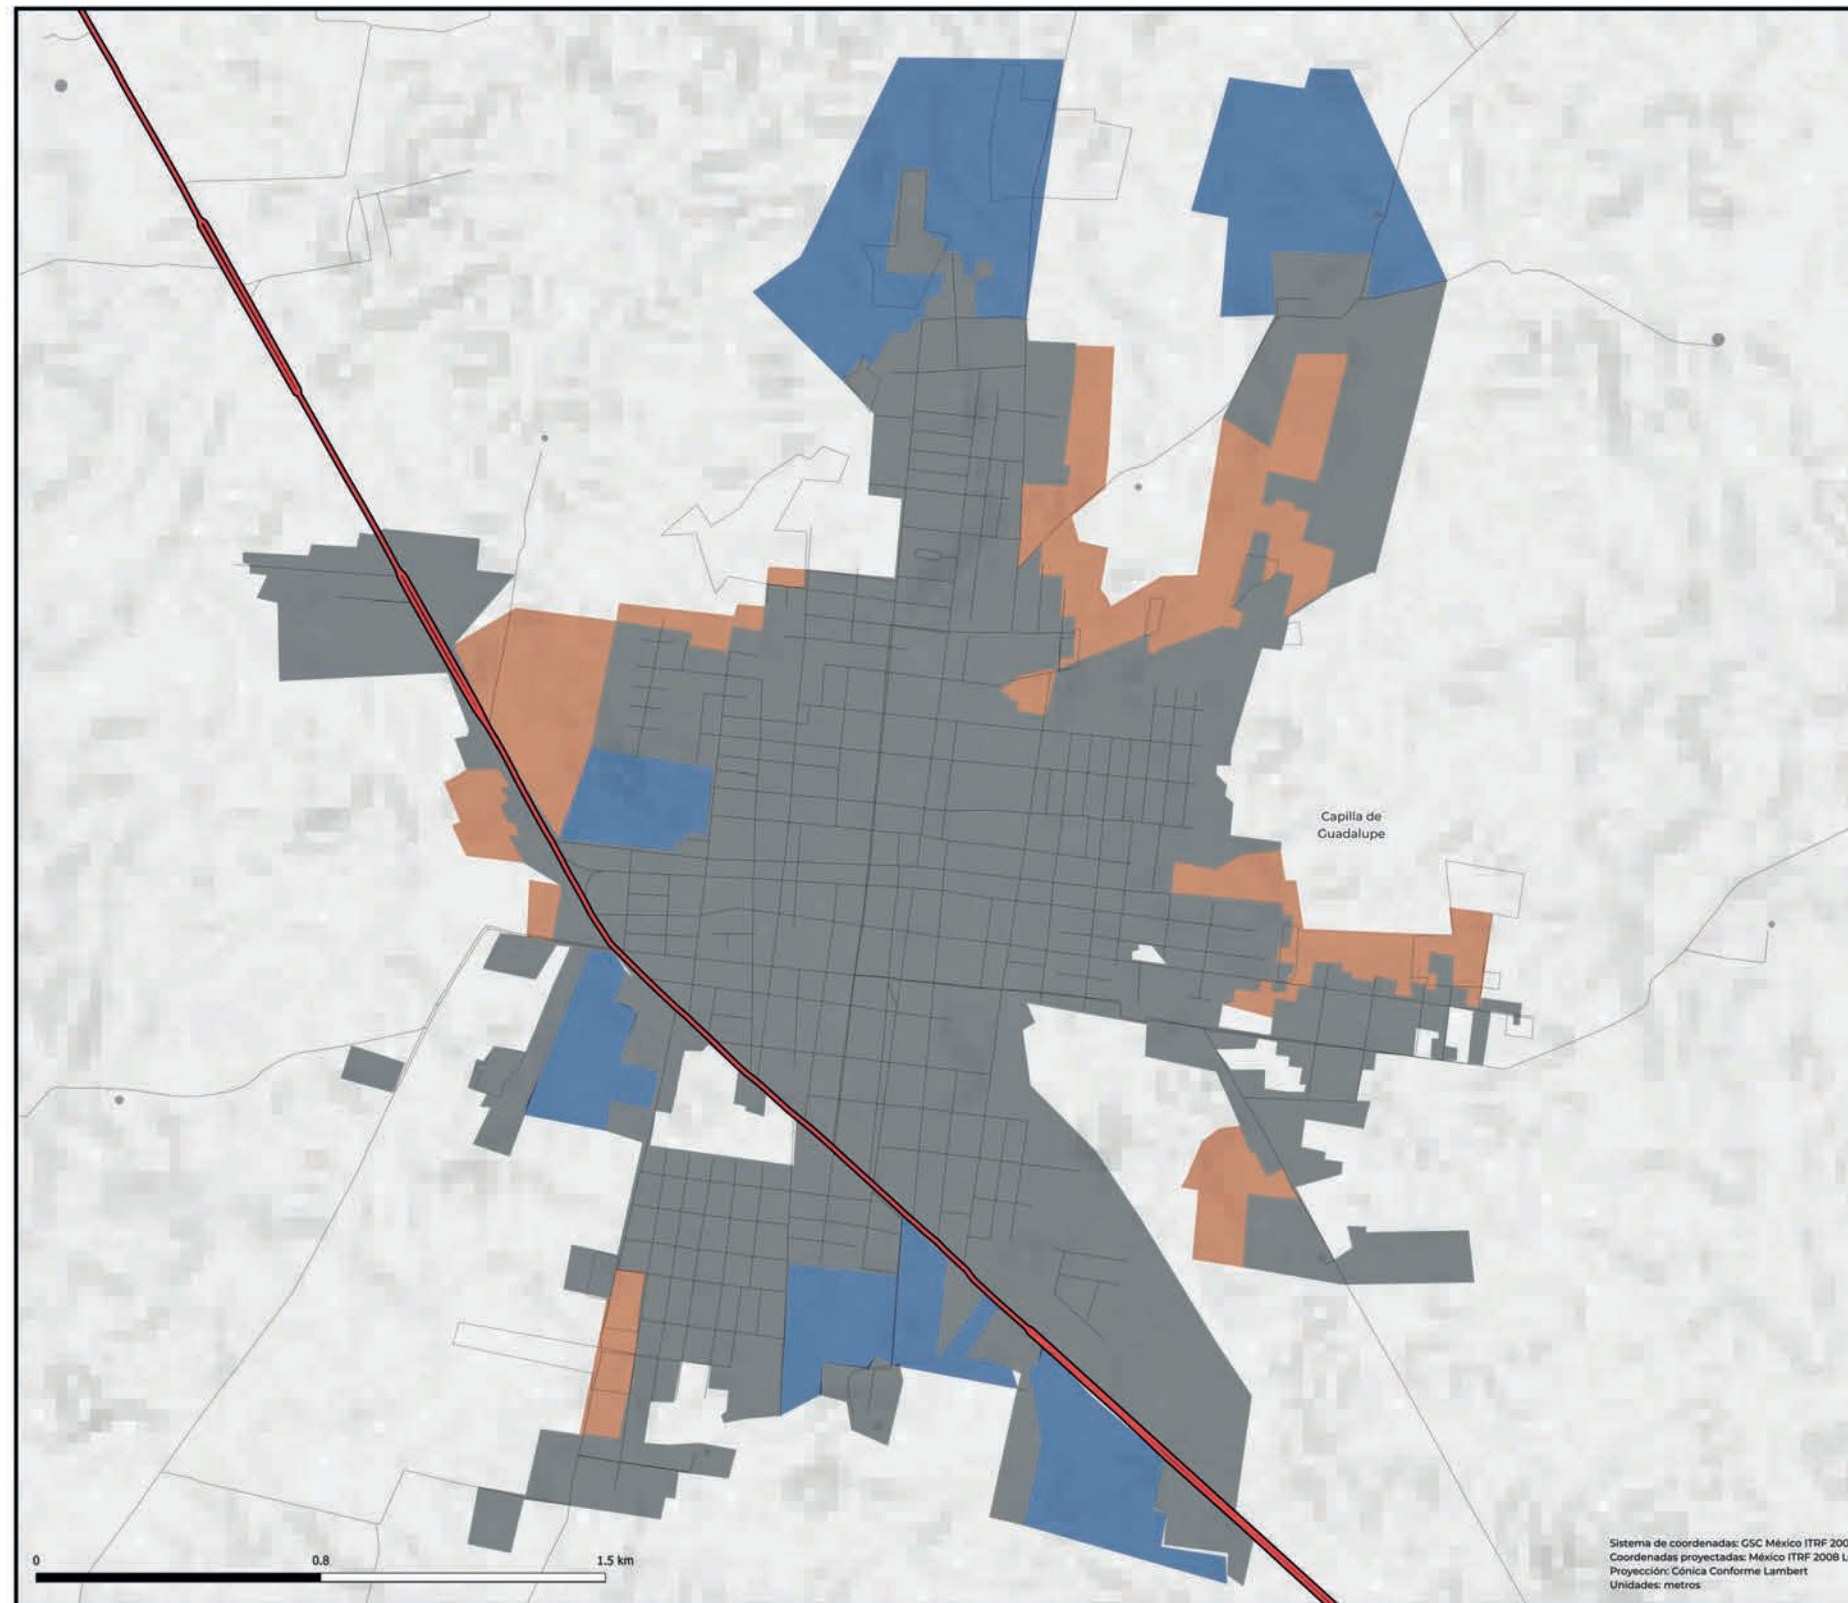 Capilla de
Guadalupe
0 0.8 1.5 km
Sistema de coordenadas: GSC México ITRF 200
Coordenadas proyectadas: México ITRF 2008 L
Proyección: Cónica Conforme Lambert
Unidades: metros